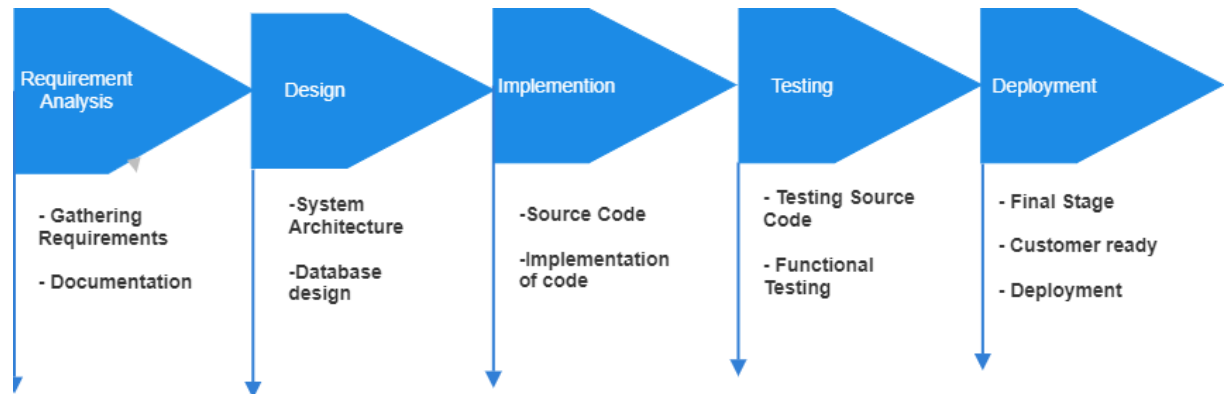 Requirement
Analysis
Design
Implemention
Testing
Deployment
- Gathering
Requirements
- Documentation
-System
Architecture
-Database
design
-Source Code
-Implementation
of code
- Testing Source
Code
- Functional
Testing
- Final Stage
- Customer ready
- Deployment